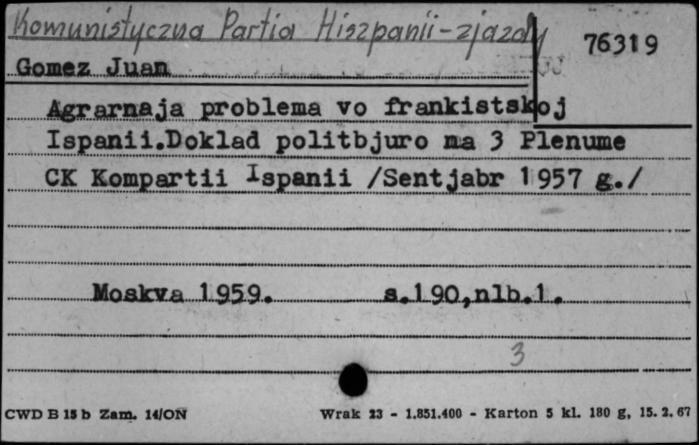 Komunistyczna Partia Hiszpanii - zjazdy
76319
Gomez Juan
Agrarnaja problema vo frankistskoj
Ispanii.Doklad politbjuro na 3 Plenume
CK Kompartii Ispanii /Sentjabr 1957 g./
Moskva 1959. s.190,nlb.1.
3
CWD B 15 b Zam. 14/ON Wrak 23 - 1.851.400 - Karton 5 kl. 180 g, 15. 2. 67